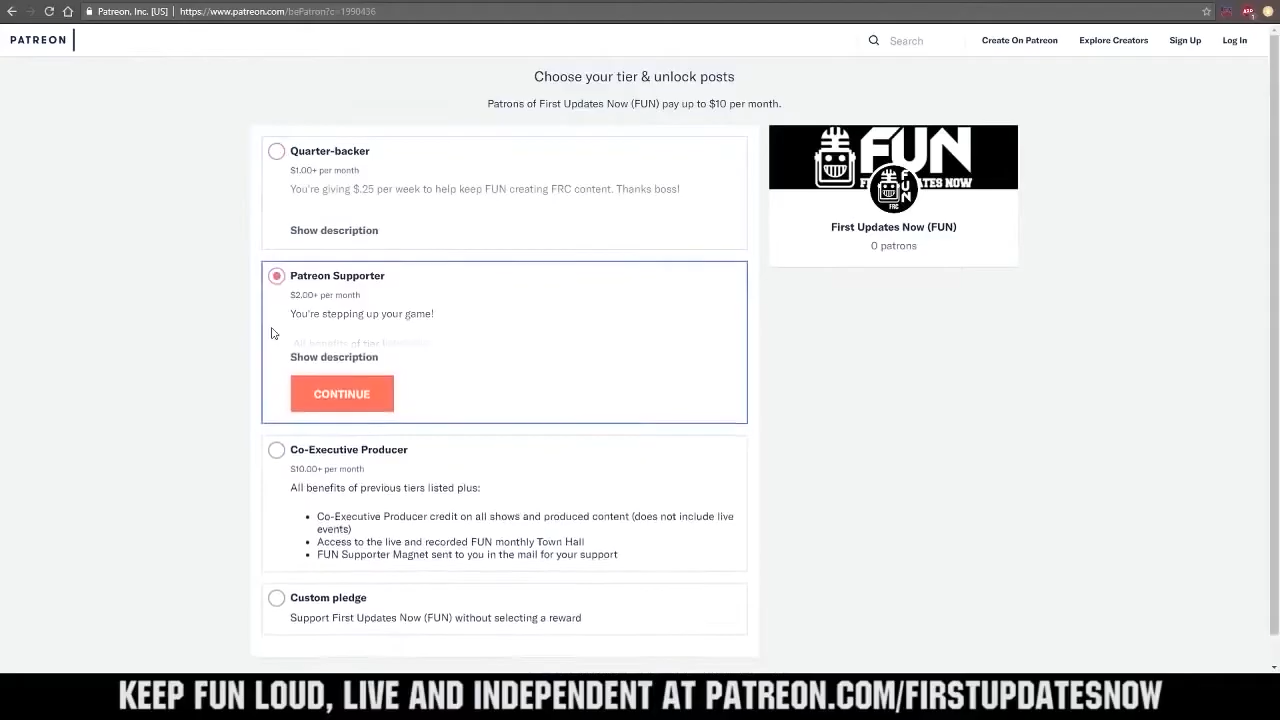 Patreon, Inc. [US] | https://www.patreon.com/bePatron?c=1990436
PATREON
Search
Create On Patreon
Explore Creators
Sign Up
Log In
Choose your tier & unlock posts
Patrons of First Updates Now (FUN) pay up to $10 per month.
Quarter-backer
$1.00+ per month
You're giving $.25 per week to help keep FUN creating FRC content. Thanks boss!
Show description
Patreon Supporter
$2.00+ per month
You're stepping up your game!
All benefits of tier
Show description
CONTINUE
Co-Executive Producer
$10.00+ per month
All benefits of previous tiers listed plus:
• Co-Executive Producer credit on all shows and produced content (does not include live
events)
• Access to the live and recorded FUN monthly Town Hall
• FUN Supporter Magnet sent to you in the mail for your support
Custom pledge
Support First Updates Now (FUN) without selecting a reward
FUN
FUN
FRC
First Updates Now (FUN)
0 patrons
KEEP FUN LOUD, LIVE AND INDEPENDENT AT PATREON.COM/FIRSTUPDATESNOW